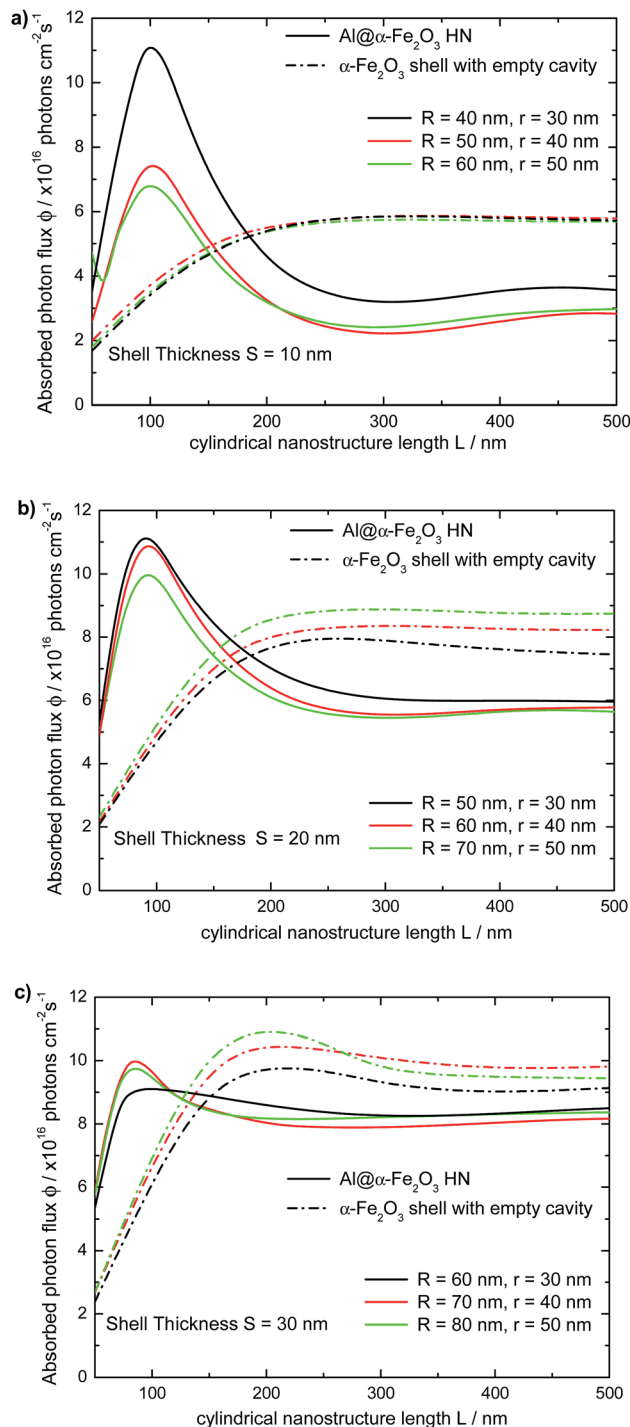 a)
12
10
8
6
4
2
0
Al@α-Fe₂O₃ HN
α-Fe₂O₃ shell with empty cavity
R = 40 nm, r = 30 nm
R = 50 nm, r = 40 nm
R = 60 nm, r = 50 nm
Shell Thickness S = 10 nm
Absorbed photon flux ϕ / x10¹⁶ photons cm⁻²s⁻¹
100 200 300 400 500
cylindrical nanostructure length L / nm
b)
12
10
8
6
4
2
0
Al@α-Fe₂O₃ HN
α-Fe₂O₃ shell with empty cavity
R = 50 nm, r = 30 nm
R = 60 nm, r = 40 nm
R = 70 nm, r = 50 nm
Shell Thickness S = 20 nm
Absorbed photon flux ϕ / x10¹⁶ photons cm⁻²s⁻¹
100 200 300 400 500
cylindrical nanostructure length L / nm
c)
12
10
8
6
4
2
0
Al@α-Fe₂O₃ HN
α-Fe₂O₃ shell with empty cavity
R = 60 nm, r = 30 nm
R = 70 nm, r = 40 nm
R = 80 nm, r = 50 nm
Shell Thickness S = 30 nm
Absorbed photon flux ϕ / x10¹⁶ photons cm⁻²s⁻¹
100 200 300 400 500
cylindrical nanostructure length L / nm